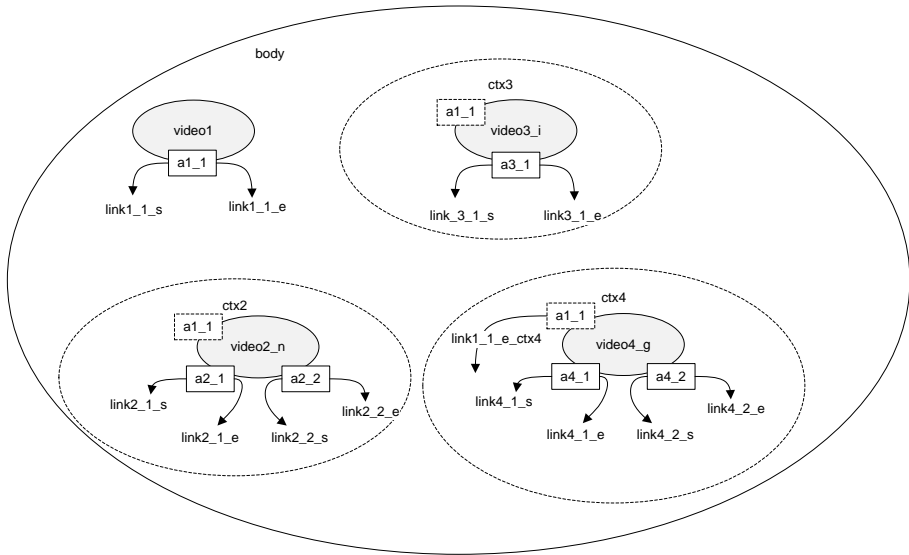 body
video1
a1_1
link1_1_s
link1_1_e
ctx3
a1_1
video3_i
a3_1
link_3_1_s
link3_1_e
ctx2
a1_1
video2_n
a2_1
a2_2
link2_1_s
link2_2_e
link2_1_e
link2_2_s
ctx4
a1_1
link1_1_e_ctx4
video4_g
a4_1
a4_2
link4_1_s
link4_2_e
link4_1_e
link4_2_s